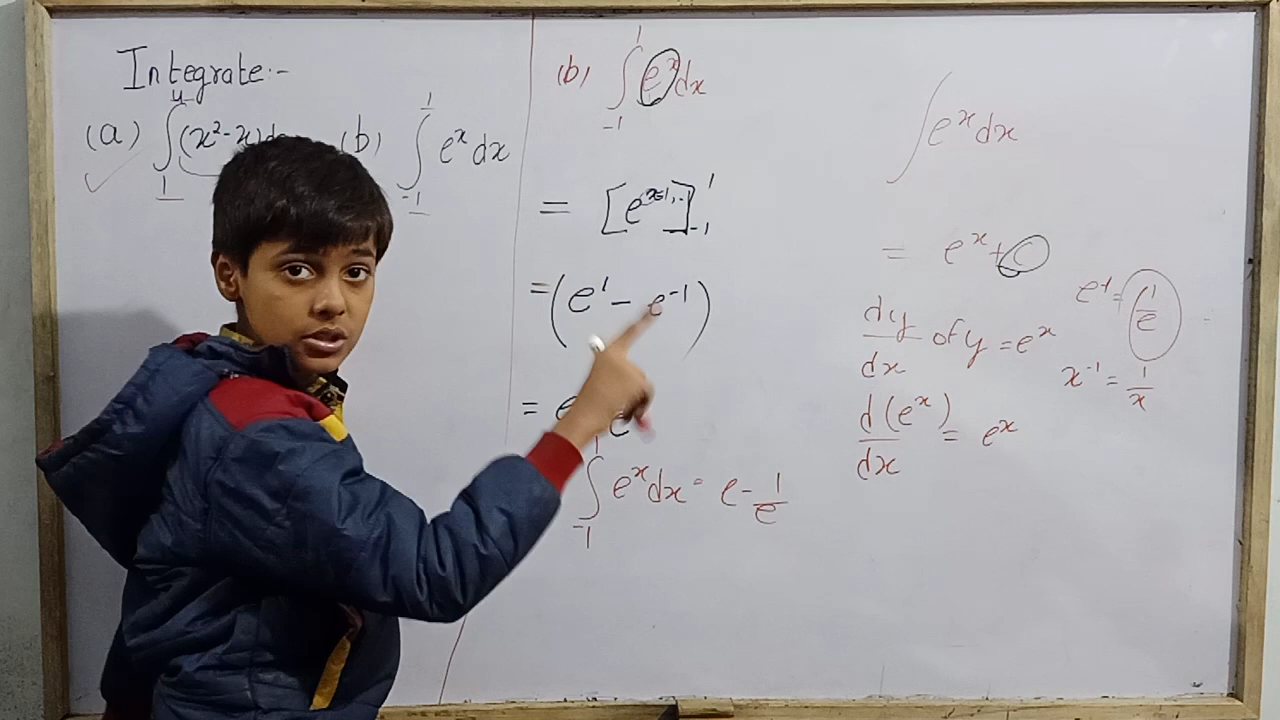 Integrate:-
(a) ∫₁⁴ (x²-x)d
(b) ∫₋₁¹ eˣ dx
(b) ∫₋₁¹ eˣ dx
= [e ]₋₁¹
= (e¹ - e⁻¹)
= e e
∫₋₁¹ eˣ dx = e - 1/e
∫ eˣ dx
= eˣ + C
dy/dx of y = eˣ
d(eˣ)/dx = eˣ
e⁻¹ = 1/e
x⁻¹ = 1/x